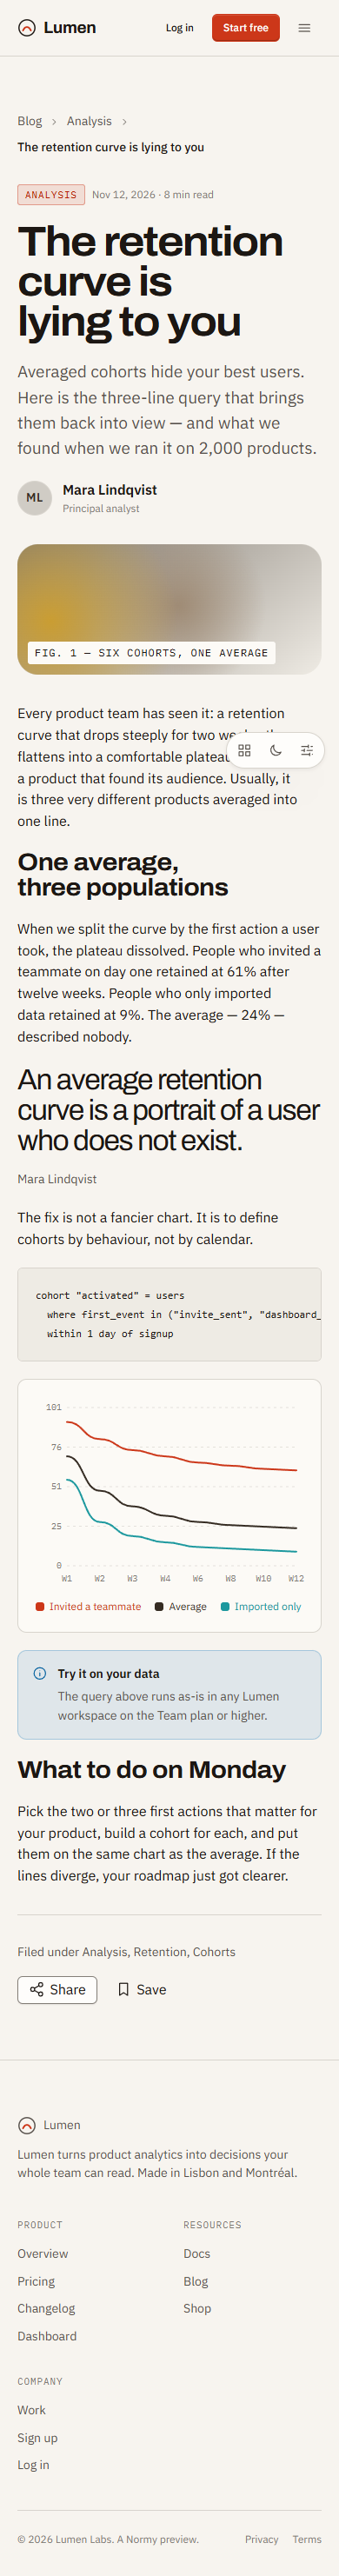 Lumen
Log in
Start free
Blog
Analysis
The retention curve is lying to you
ANALYSIS
Nov 12, 2026 · 8 min read
The retention
curve is
lying to you
Averaged cohorts hide your best users.
Here is the three-line query that brings
them back into view — and what we
found when we ran it on 2,000 products.
ML
Mara Lindqvist
Principal analyst
FIG. 1 — SIX COHORTS, ONE AVERAGE
Every product team has seen it: a retention
curve that drops steeply for two
flattens into a comfortable plateau
a product that found its audience. Usually, it
is three very different products averaged into
one line.
One average,
three populations
When we split the curve by the first action a user
took, the plateau dissolved. People who invited a
teammate on day one retained at 61% after
twelve weeks. People who only imported
data retained at 9%. The average — 24% —
described nobody.
An average retention
curve is a portrait of a user
who does not exist.
Mara Lindqvist
The fix is not a fancier chart. It is to define
cohorts by behaviour, not by calendar.
cohort "activated" = users
where first_event in ("invite_sent", "dashboard_
within 1 day of signup
101
76
51
25
0
W1 W2 W3 W4 W6 W8 W10 W12
Invited a teammate
Average
Imported only
Try it on your data
The query above runs as-is in any Lumen
workspace on the Team plan or higher.
What to do on Monday
Pick the two or three first actions that matter for
your product, build a cohort for each, and put
them on the same chart as the average. If the
lines diverge, your roadmap just got clearer.
Filed under Analysis, Retention, Cohorts
Share
Save
Lumen
Lumen turns product analytics into decisions your
whole team can read. Made in Lisbon and Montréal.
PRODUCT
Overview
Pricing
Changelog
Dashboard
RESOURCES
Docs
Blog
Shop
COMPANY
Work
Sign up
Log in
© 2026 Lumen Labs. A Normy preview.
Privacy
Terms